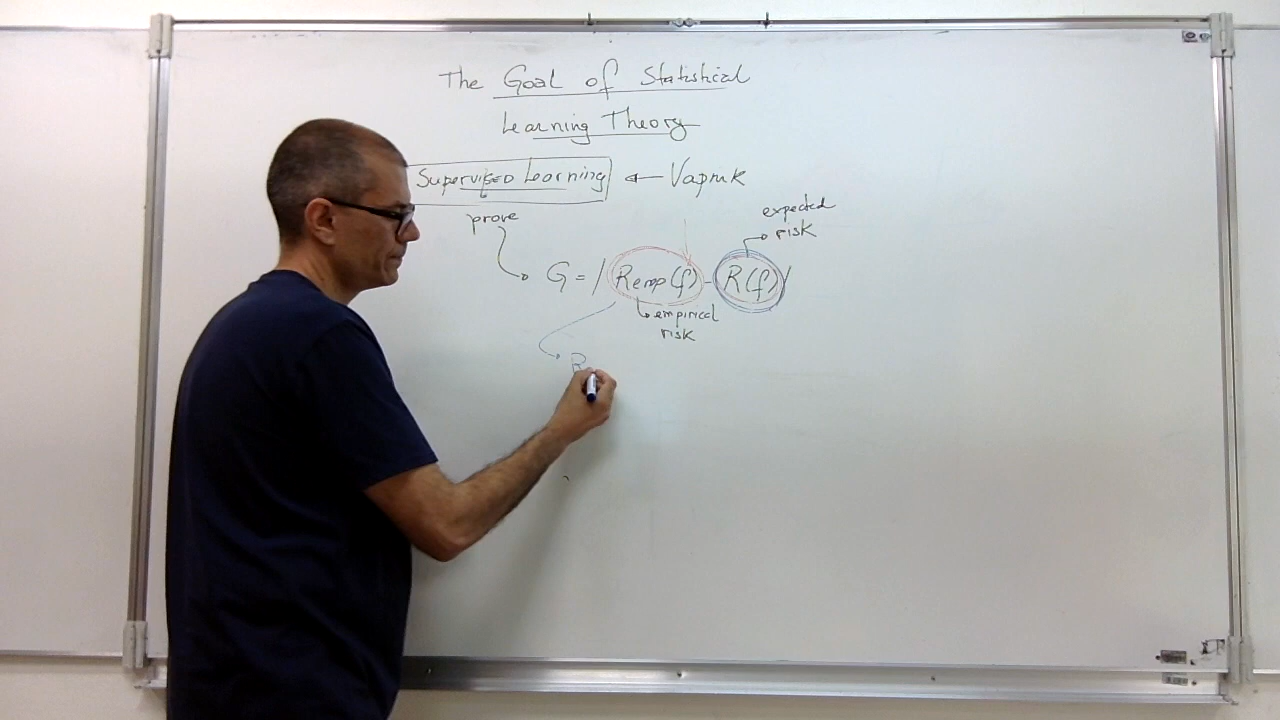 The Goal of Statistical
Learning Theory
Supervised Learning ← Vapnik
prove
expected
risk
G = | Remp(f) - R(f) |
empirical
risk
R